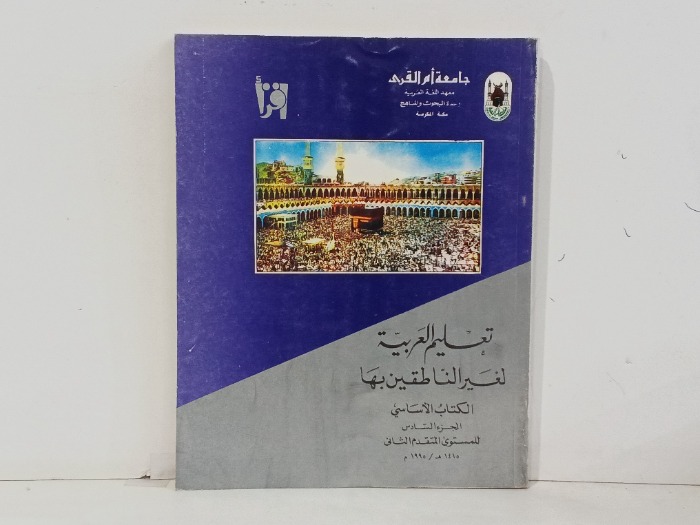 جامعة أم القرى
معهد اللغة العربية
وحدة البحوث والمناهج
مكة المكرمة
اقرأ
تعليم العربية
لغير الناطقين بها
الكتاب الأساسي
الجزء السادس
للمستوى المتقدم الثاني
١٤١٥ هـ / ١٩٩٥ م